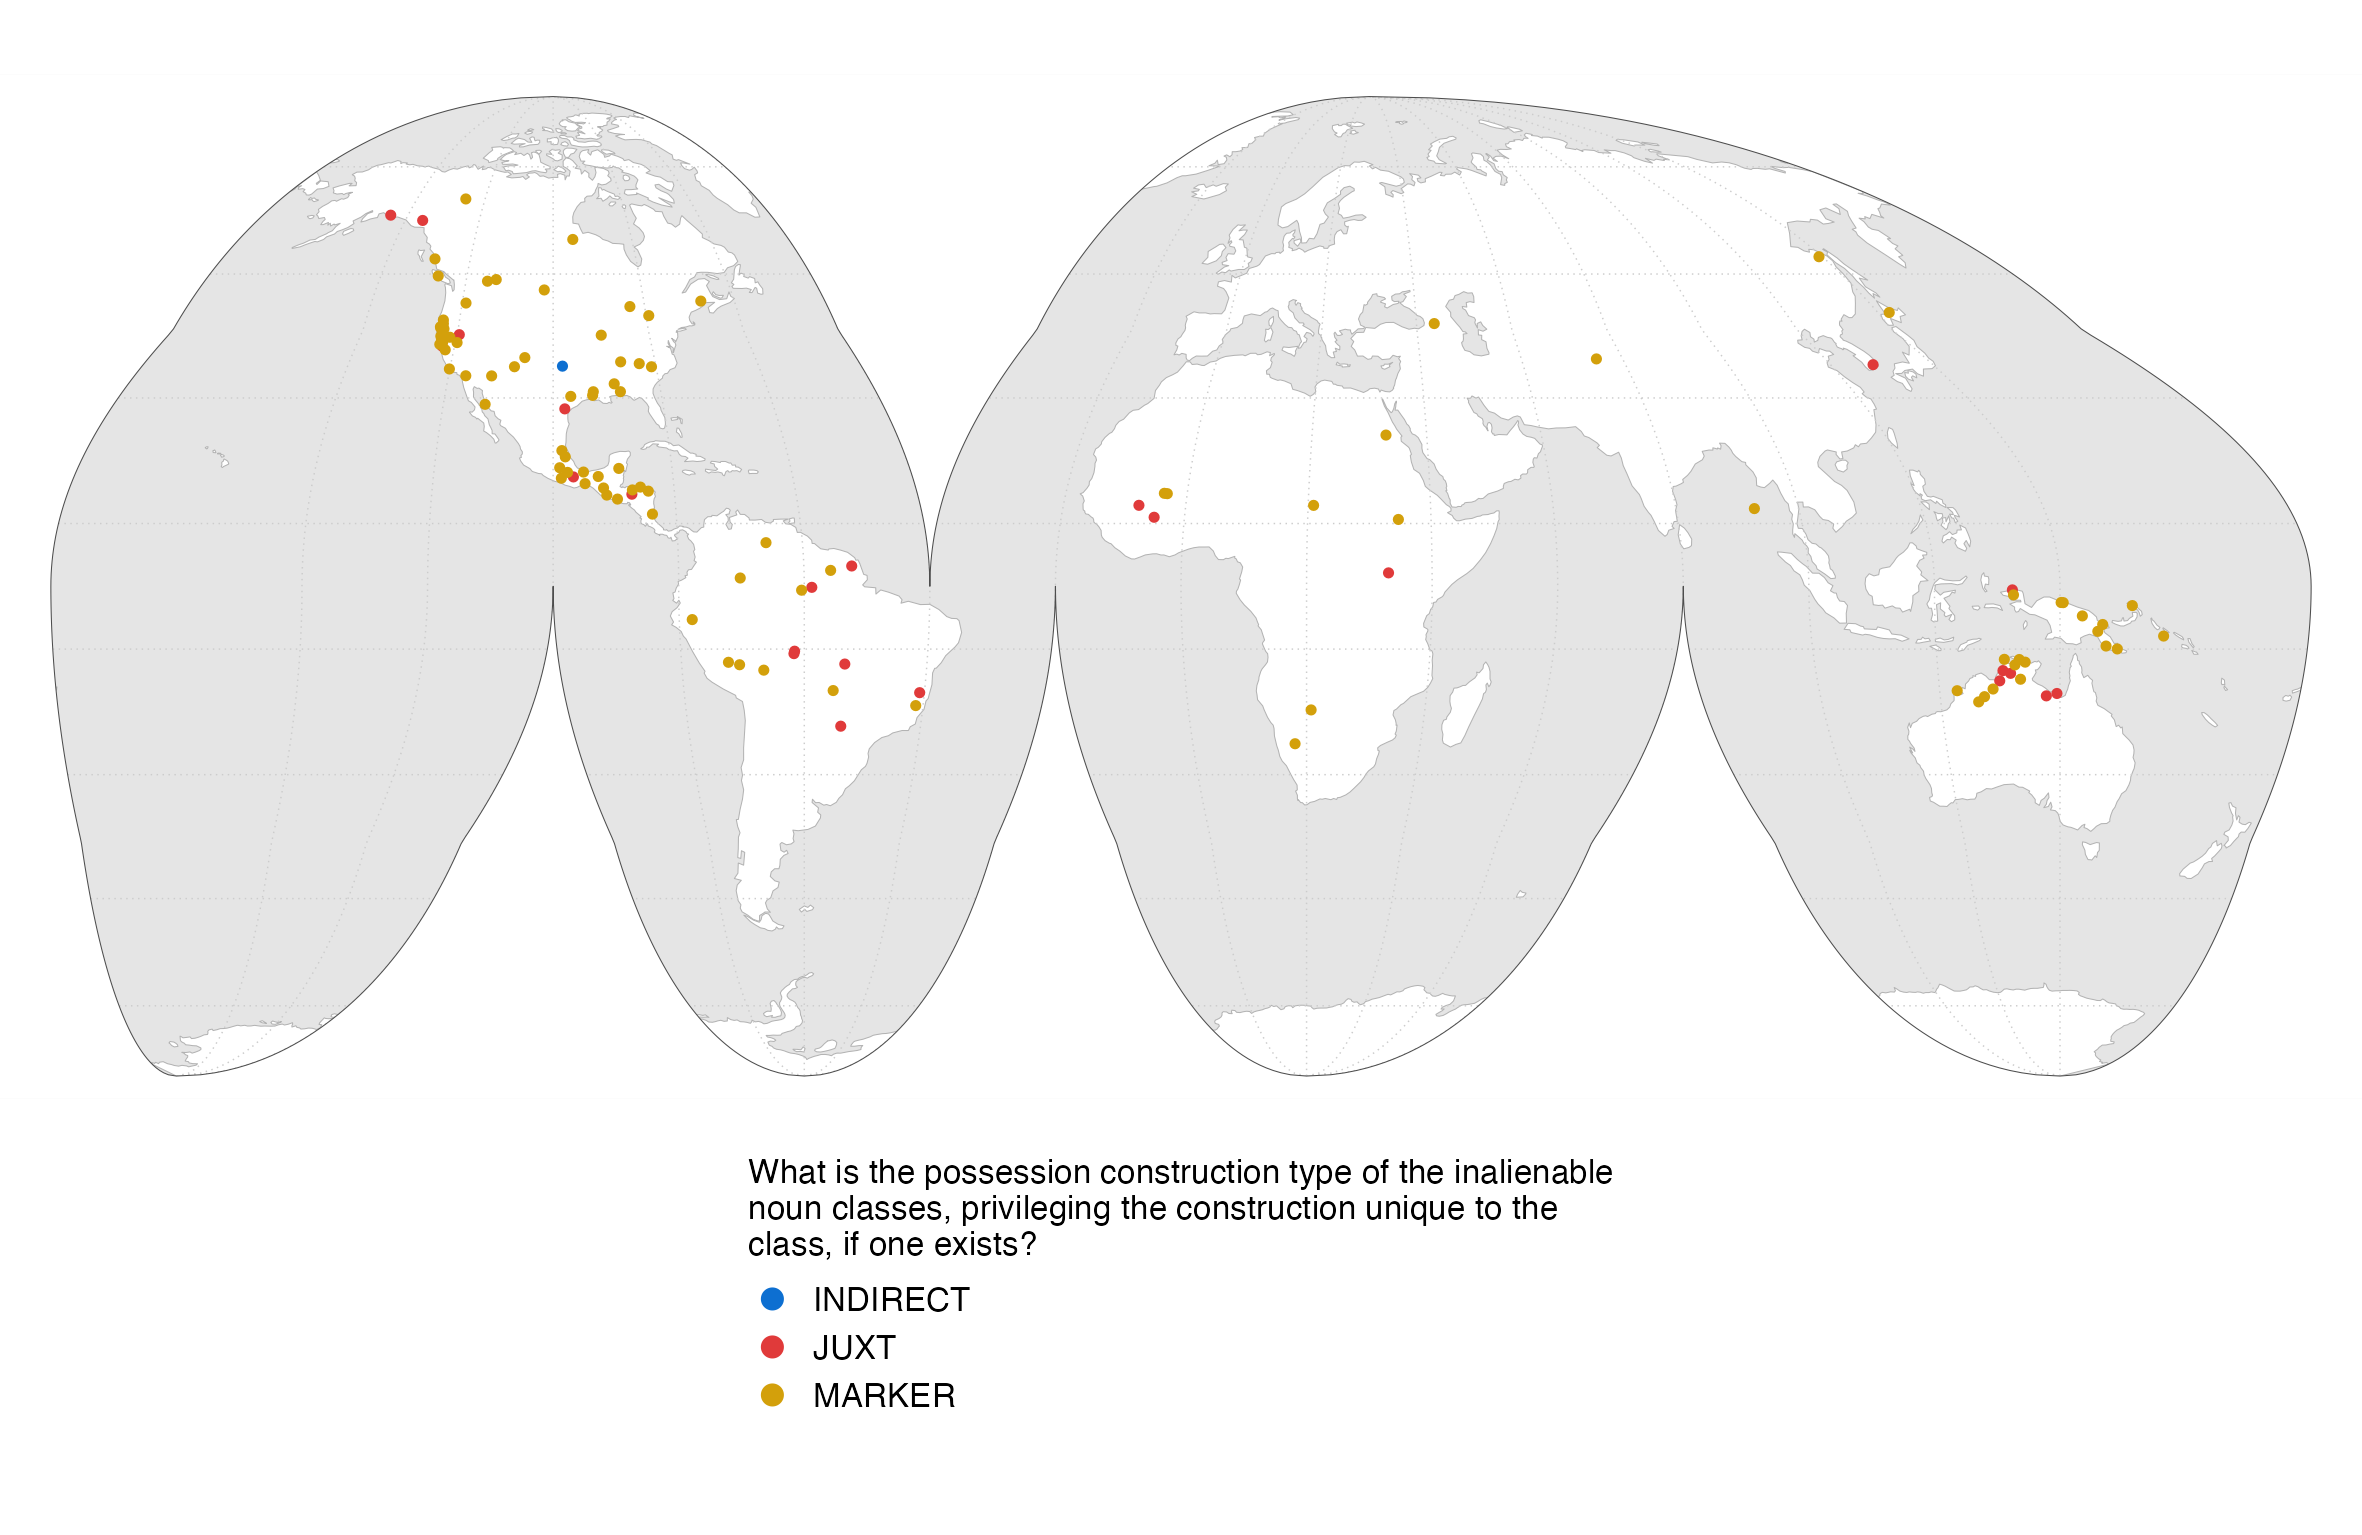 What is the possession construction type of the inalienable
noun classes, privileging the construction unique to the
class, if one exists?
INDIRECT
JUXT
MARKER